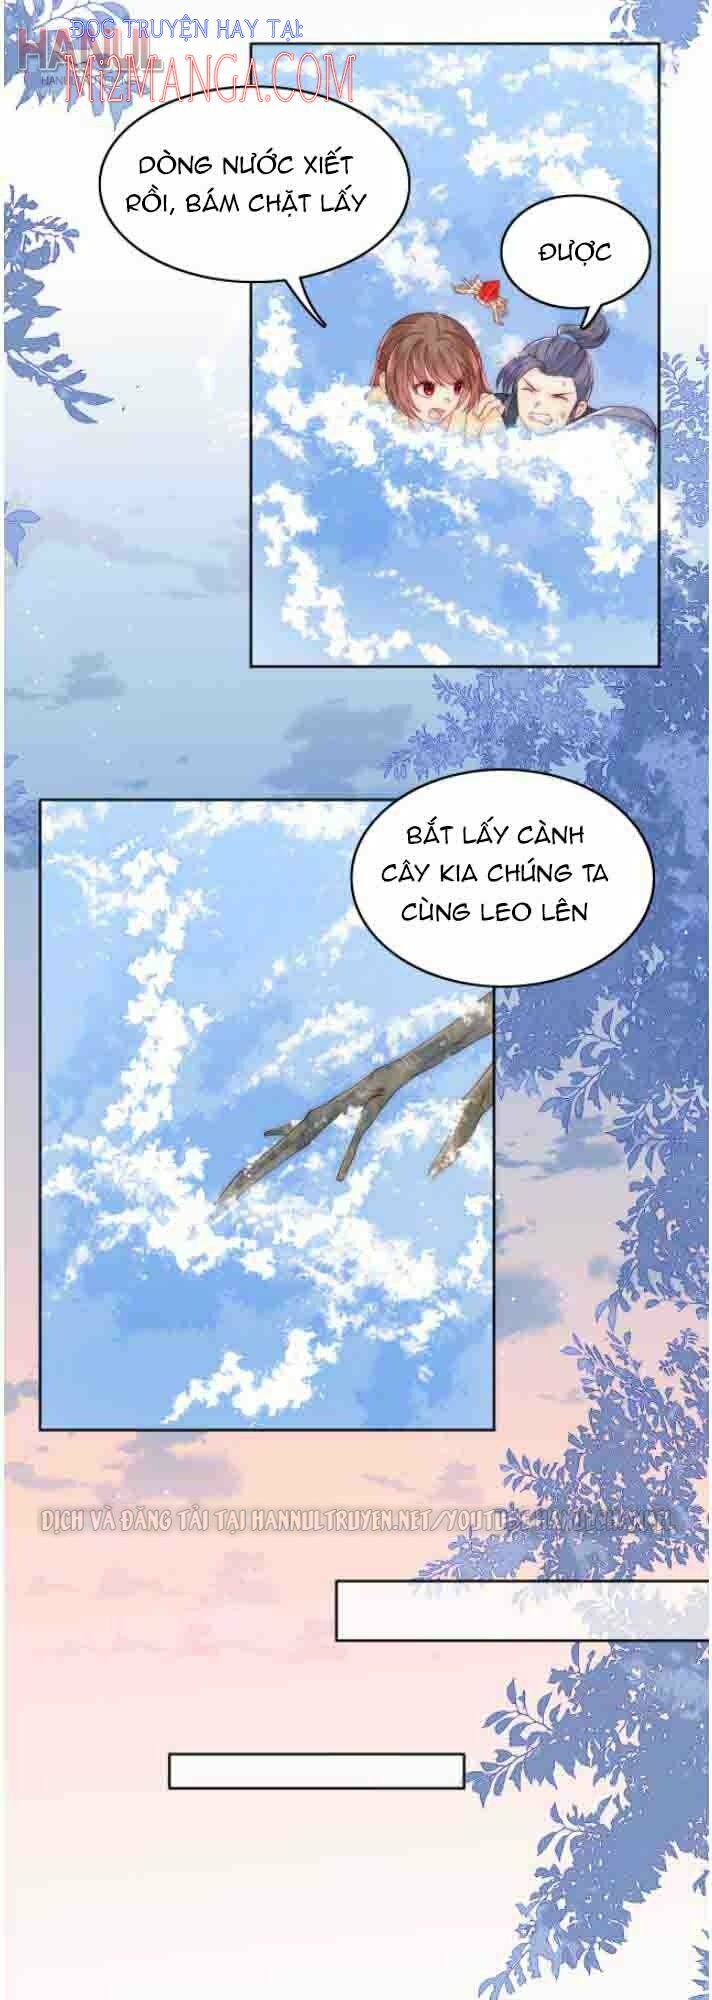 ĐỌC TRUYỆN HAY TẠI:
HANUL
MI2MANGA.COM
DÒNG NƯỚC XIẾT
RỒI, BÁM CHẶT LẤY
ĐƯỢC
BẮT LẤY CÀNH
CÂY KIA CHÚNG TA
CÙNG LEO LÊN
DỊCH VÀ ĐĂNG TẢI TẠI HANNULTRUYEN.NET/YOUTUBE